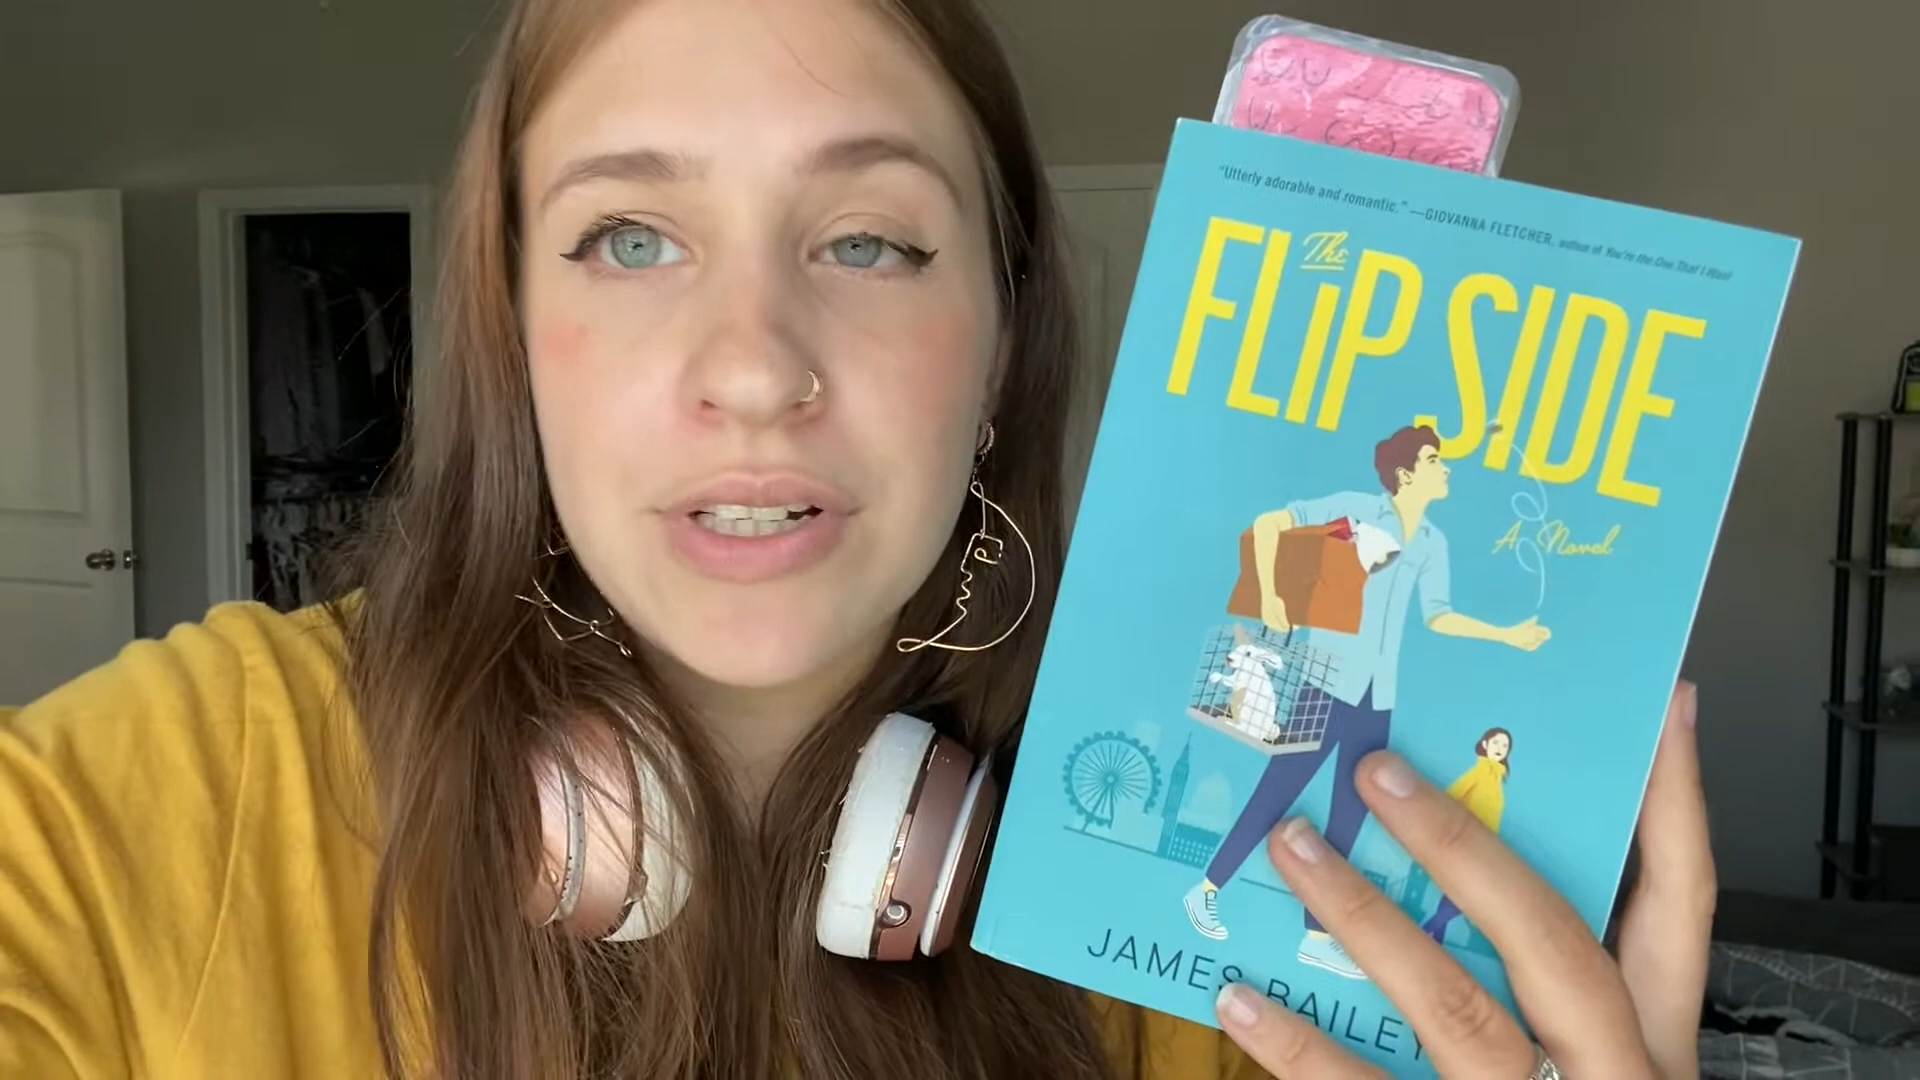 "Utterly adorable and romantic." —GIOVANNA FLETCHER, author of You're the One That I Want
The
FLiP SIDE
A Novel
JAMES BAILEY